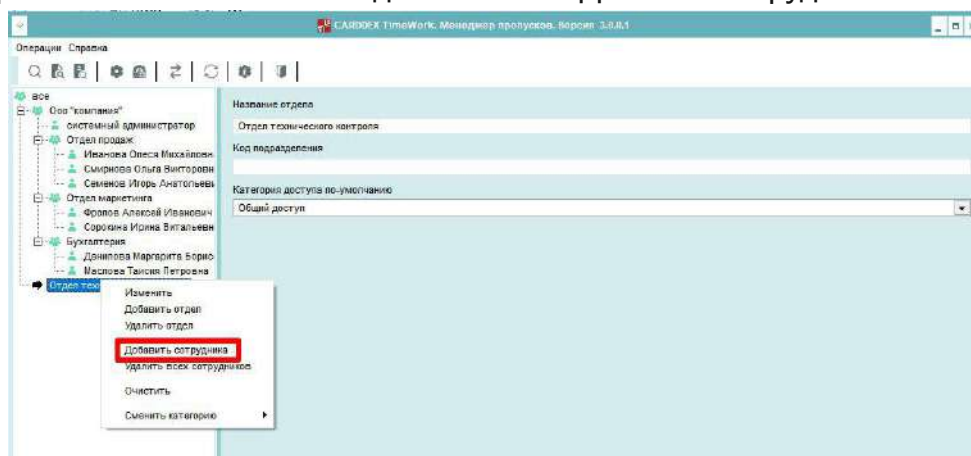 CARDDEX TimeWork. Менеджер пропусков. Версия 3.8.8.1
Операции Справка
все
Ооо "компания"
системный администратор
Отдел продаж
Иванова Олеся Михайловн
Смирнова Ольга Викторовн
Семенов Игорь Анатольеви
Отдел маркетинга
Фролов Алексей Иванович
Сорокина Ирина Витальевн
Бухгалтерия
Данилова Маргарита Борис
Маслова Таисия Петровна
Отдел тех
Название отдела
Отдел технического контроля
Код подразделения
Категория доступа по-умолчанию
Общий доступ
Изменить
Добавить отдел
Удалить отдел
Добавить сотрудника
Удалить всех сотрудников
Очистить
Сменить категорию